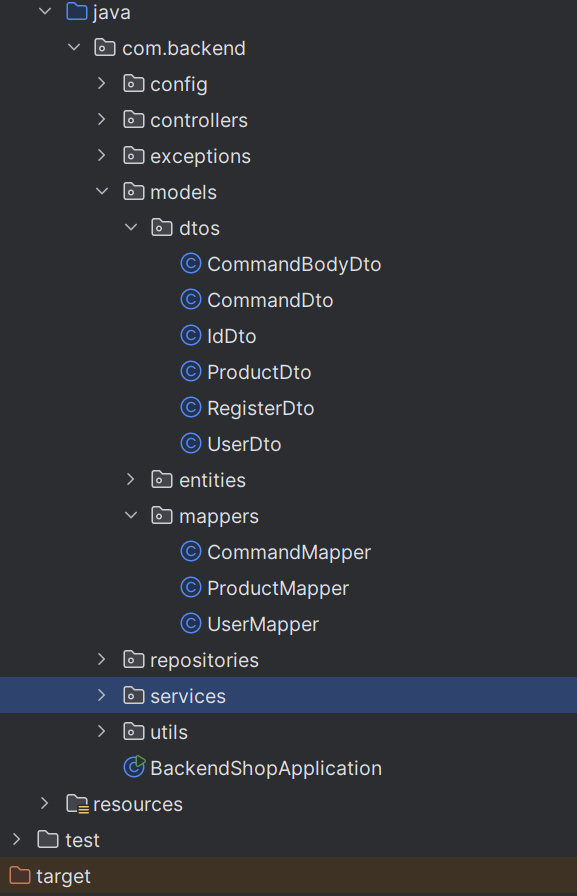 java
com.backend
config
controllers
exceptions
models
dtos
CommandBodyDto
CommandDto
IdDto
ProductDto
RegisterDto
UserDto
entities
mappers
CommandMapper
ProductMapper
UserMapper
repositories
services
utils
BackendShopApplication
resources
test
target